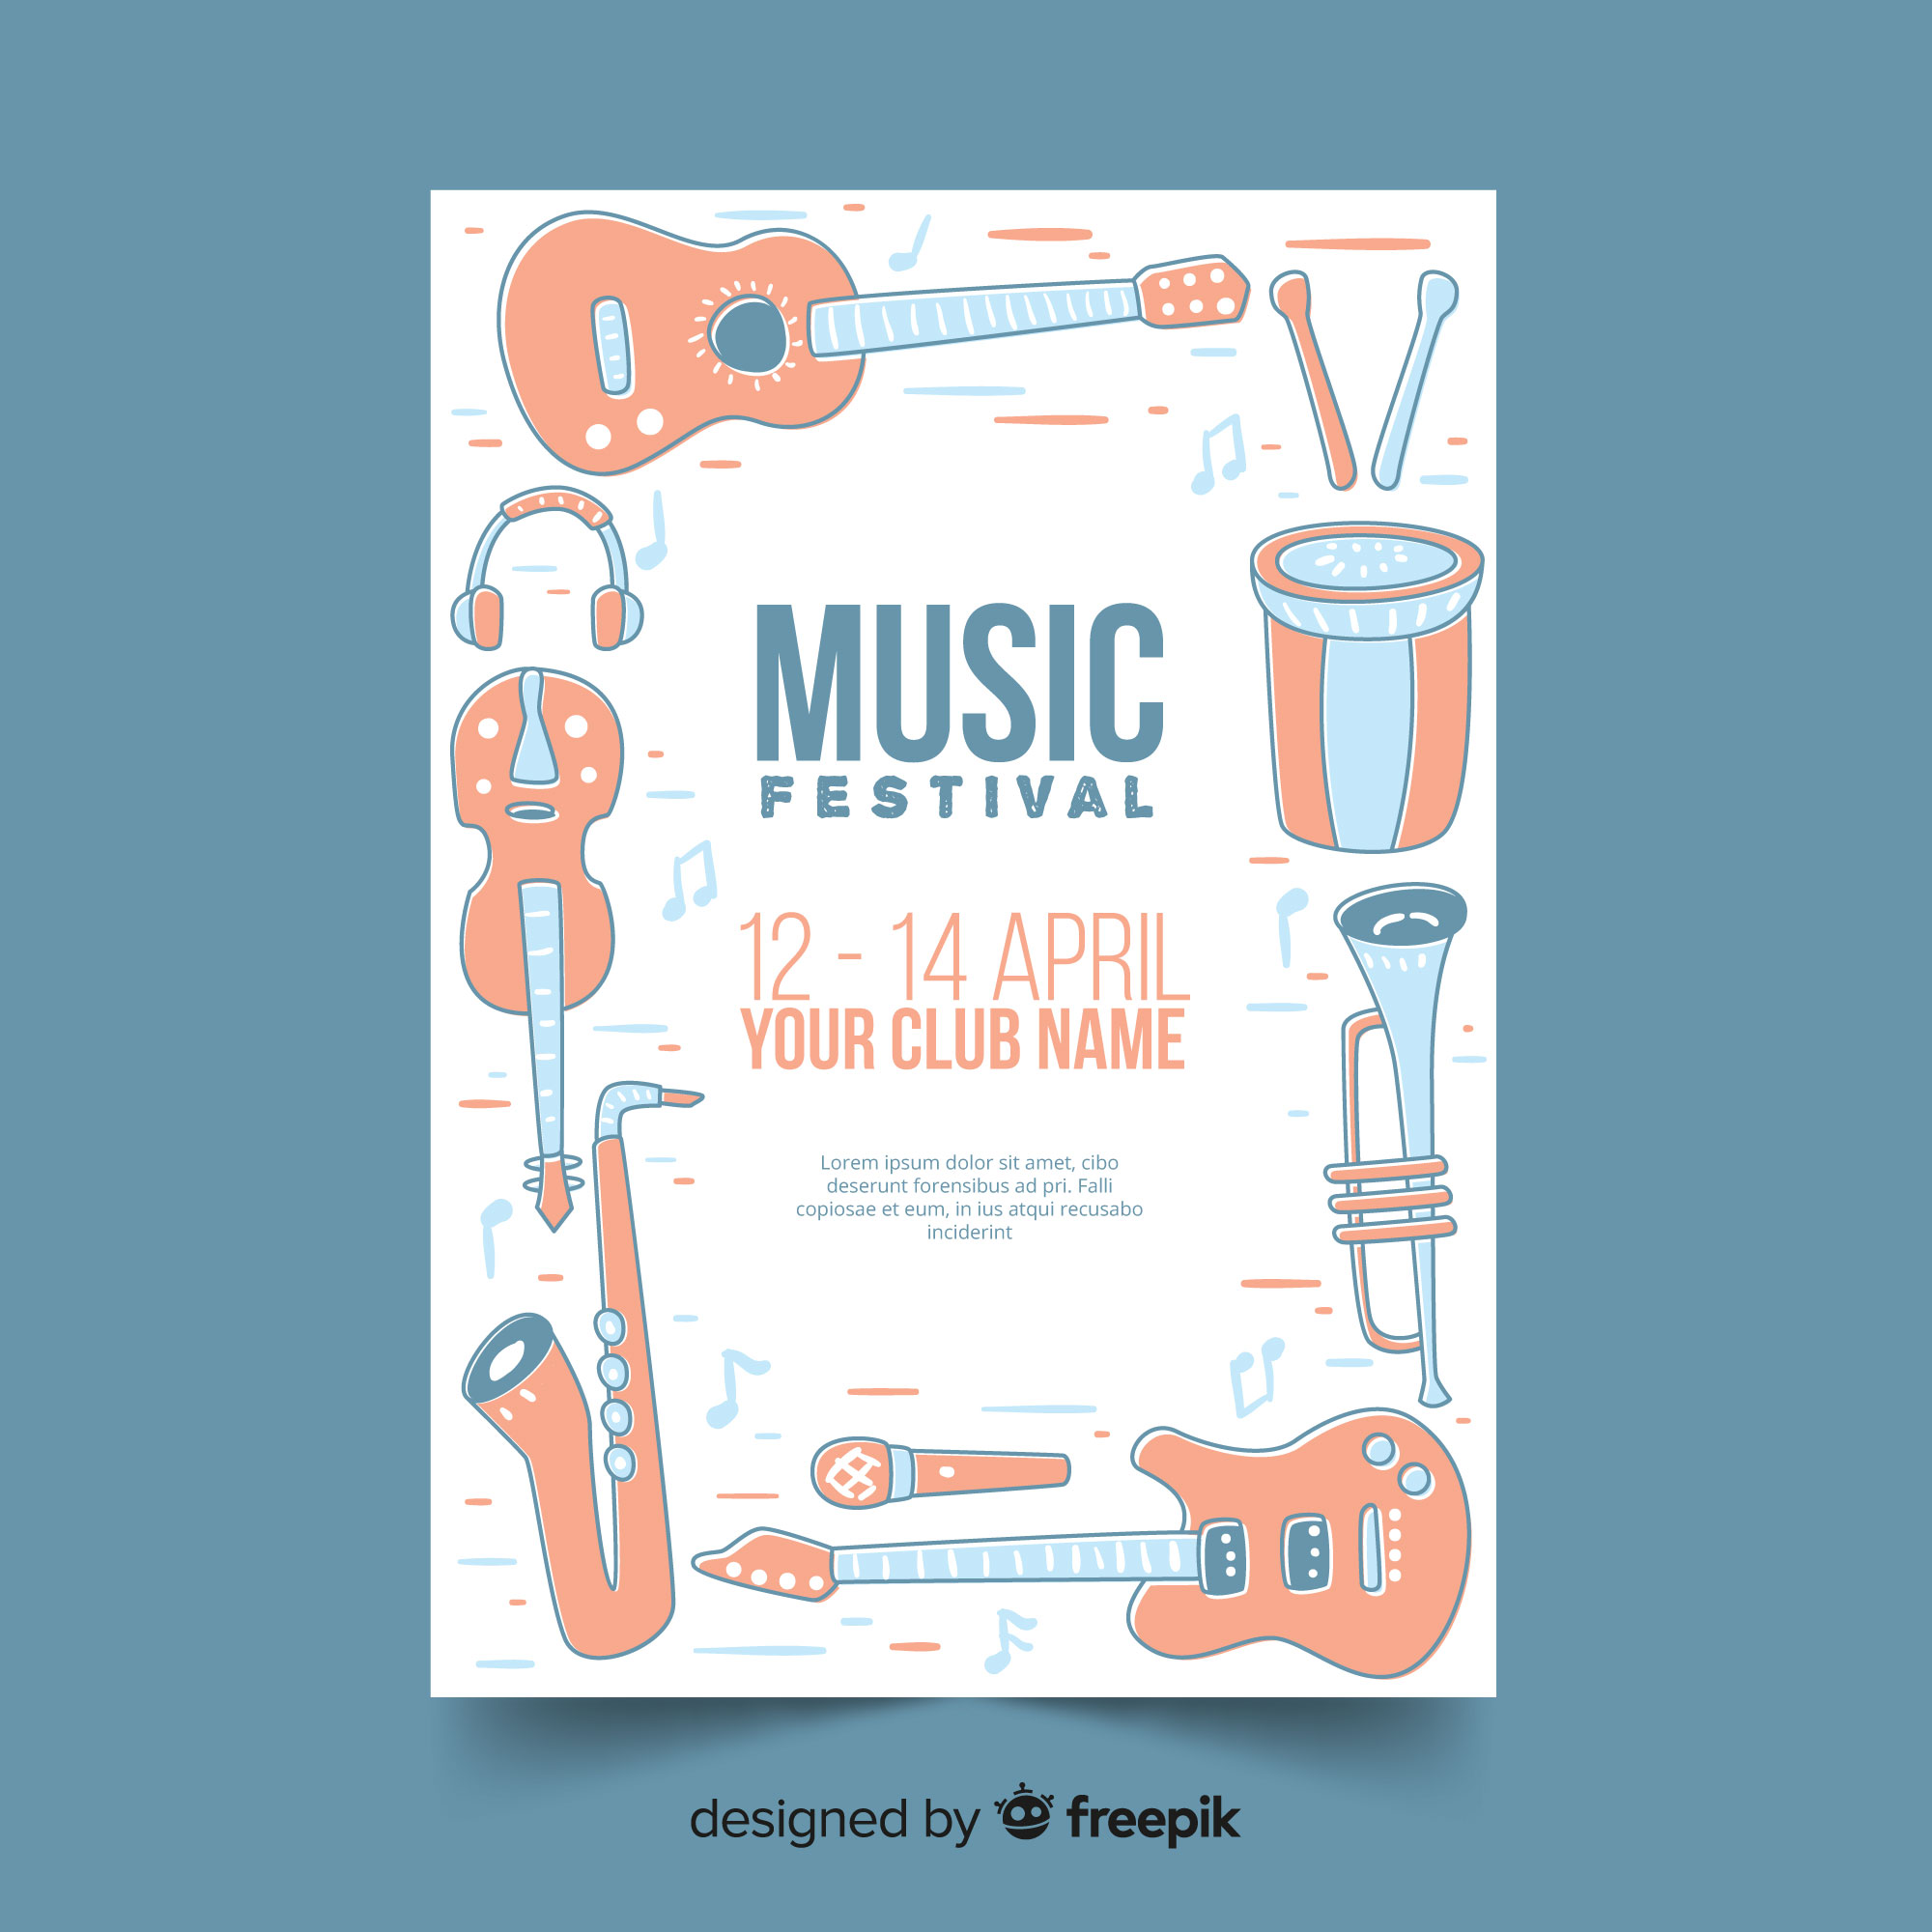 MUSIC
FESTIVAL
12 - 14 APRIL
YOUR CLUB NAME
Lorem ipsum dolor sit amet, cibo
deserunt forensibus ad pri. Falli
copiosae et eum, in ius atqui recusabo
inciderint
designed by freepik